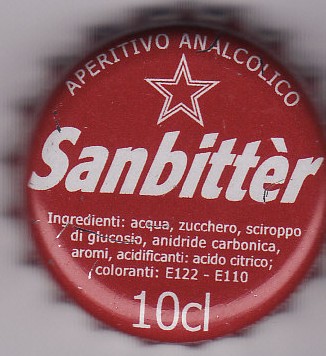 APERITIVO ANALCOLICO
Sanbittèr
Ingredienti: acqua, zucchero, sciroppo
di glucosio, anidride carbonica,
aromi, acidificanti: acido citrico;
coloranti: E122 - E110
10cl